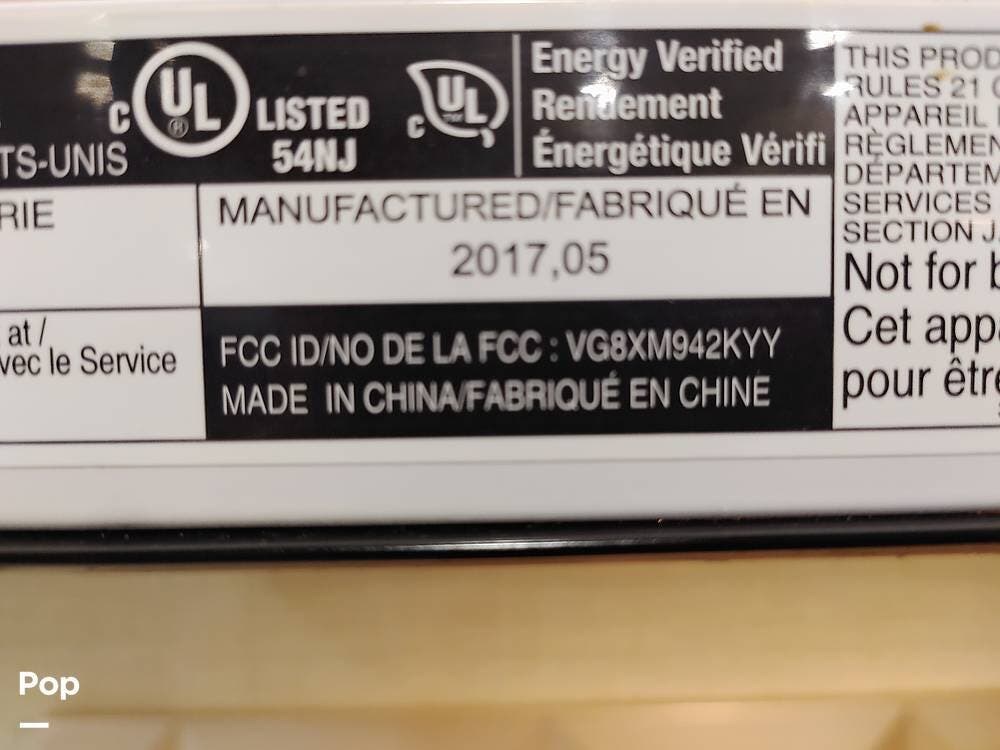 C UL ® LISTED
54NJ
TS-UNIS
c UL
Energy Verified
Rendement
Énergétique Vérifi
RIE
MANUFACTURED/FABRIQUÉ EN
2017,05
at /
vec le Service
FCC ID/NO DE LA FCC : VG8XM942KYY
MADE IN CHINA/FABRIQUÉ EN CHINE
THIS PROD
RULES 21 C
APPAREIL
RÈGLEMEN
DÉPARTEM
SERVICES
SECTION J
Not for b
Cet appa
pour être
Pop